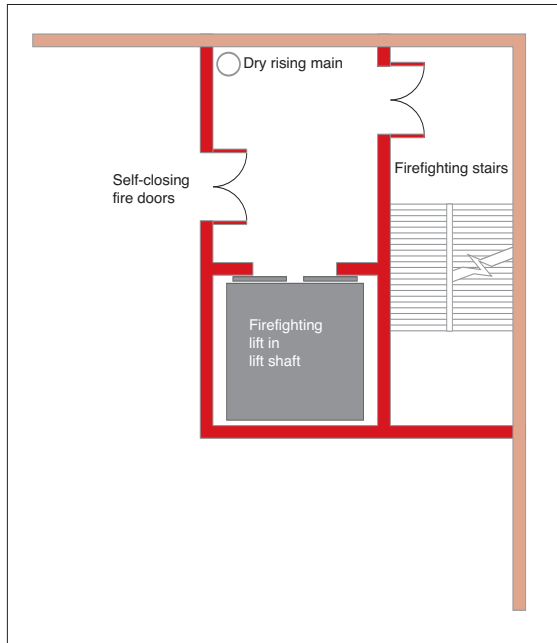 Dry rising main
Self-closing
fire doors
Firefighting stairs
Firefighting
lift in
lift shaft